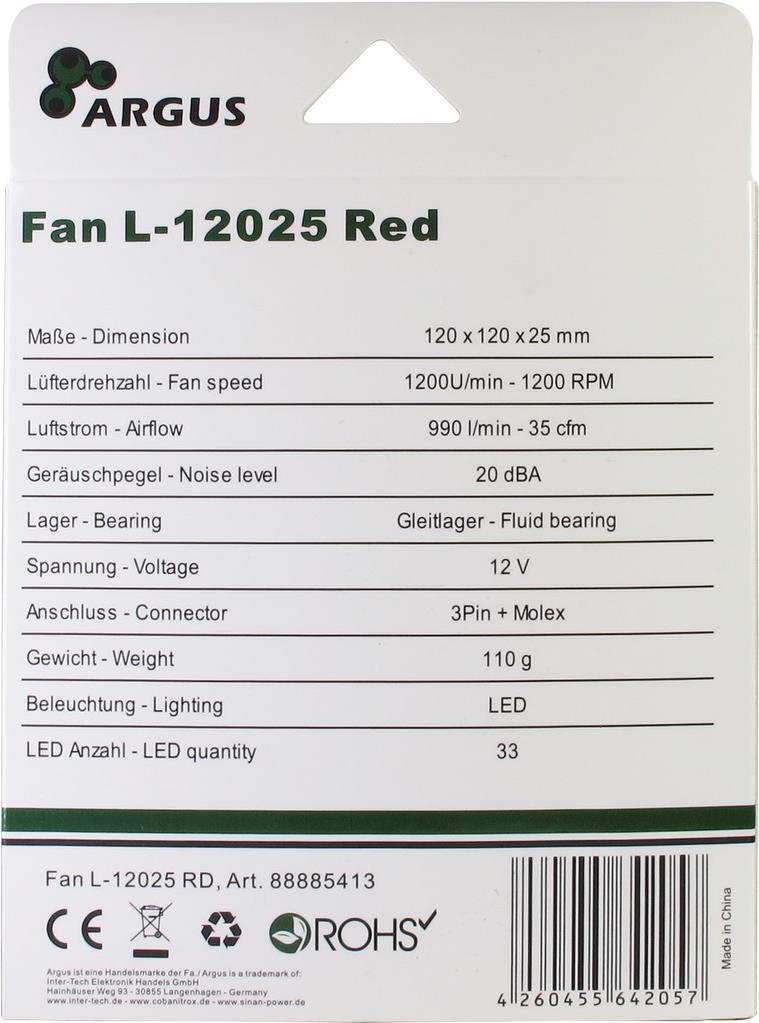 ARGUS
Fan L-12025 Red
Maße - Dimension 120 x 120 x 25 mm
Lüfterdrehzahl - Fan speed 1200U/min - 1200 RPM
Luftstrom - Airflow 990 l/min - 35 cfm
Geräuschpegel - Noise level 20 dBA
Lager - Bearing Gleitlager - Fluid bearing
Spannung - Voltage 12 V
Anschluss - Connector 3Pin + Molex
Gewicht - Weight 110 g
Beleuchtung - Lighting LED
LED Anzahl - LED quantity 33
Fan L-12025 RD, Art. 88885413
CE
ROHS
Argus ist eine Handelsmarke der Fa./ Argus is a trademark of:
Inter-Tech Elektronik Handels GmbH
Hainhäuser Weg 93 - 30855 Langenhagen - Germany
www.inter-tech.de - www.cobanitrox.de - www.sinan-power.de
4 260455 642057
Made in China